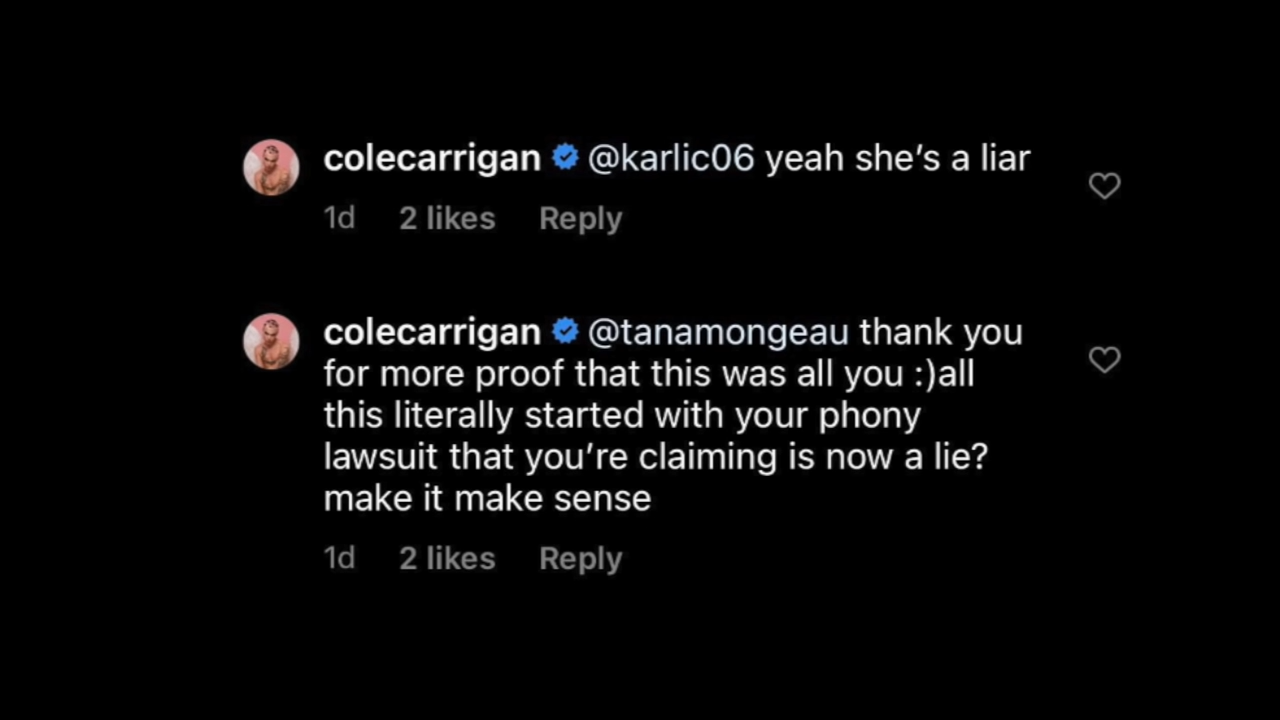 colecarrigan @karlic06 yeah she's a liar
1d 2 likes Reply
colecarrigan @tanamongeau thank you
for more proof that this was all you :)all
this literally started with your phony
lawsuit that you're claiming is now a lie?
make it make sense
1d 2 likes Reply